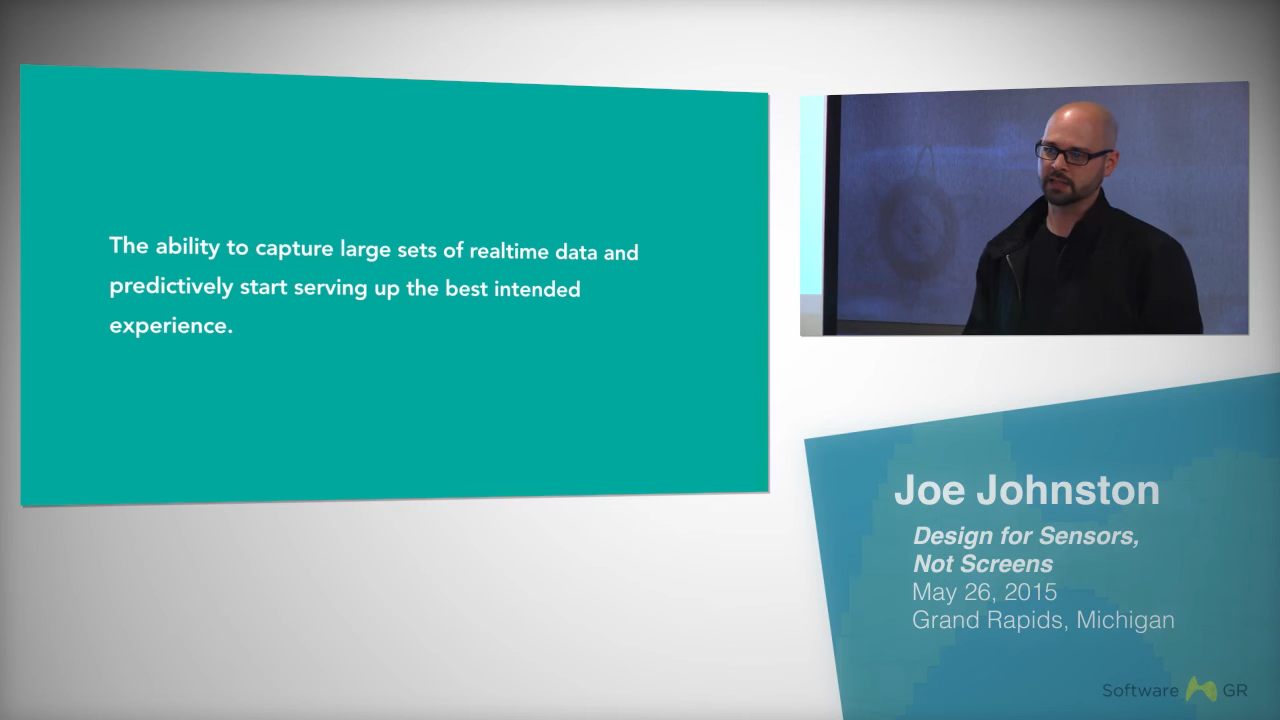 The ability to capture large sets of realtime data and
predictively start serving up the best intended
experience.
Joe Johnston
Design for Sensors,
Not Screens
May 26, 2015
Grand Rapids, Michigan
Software GR